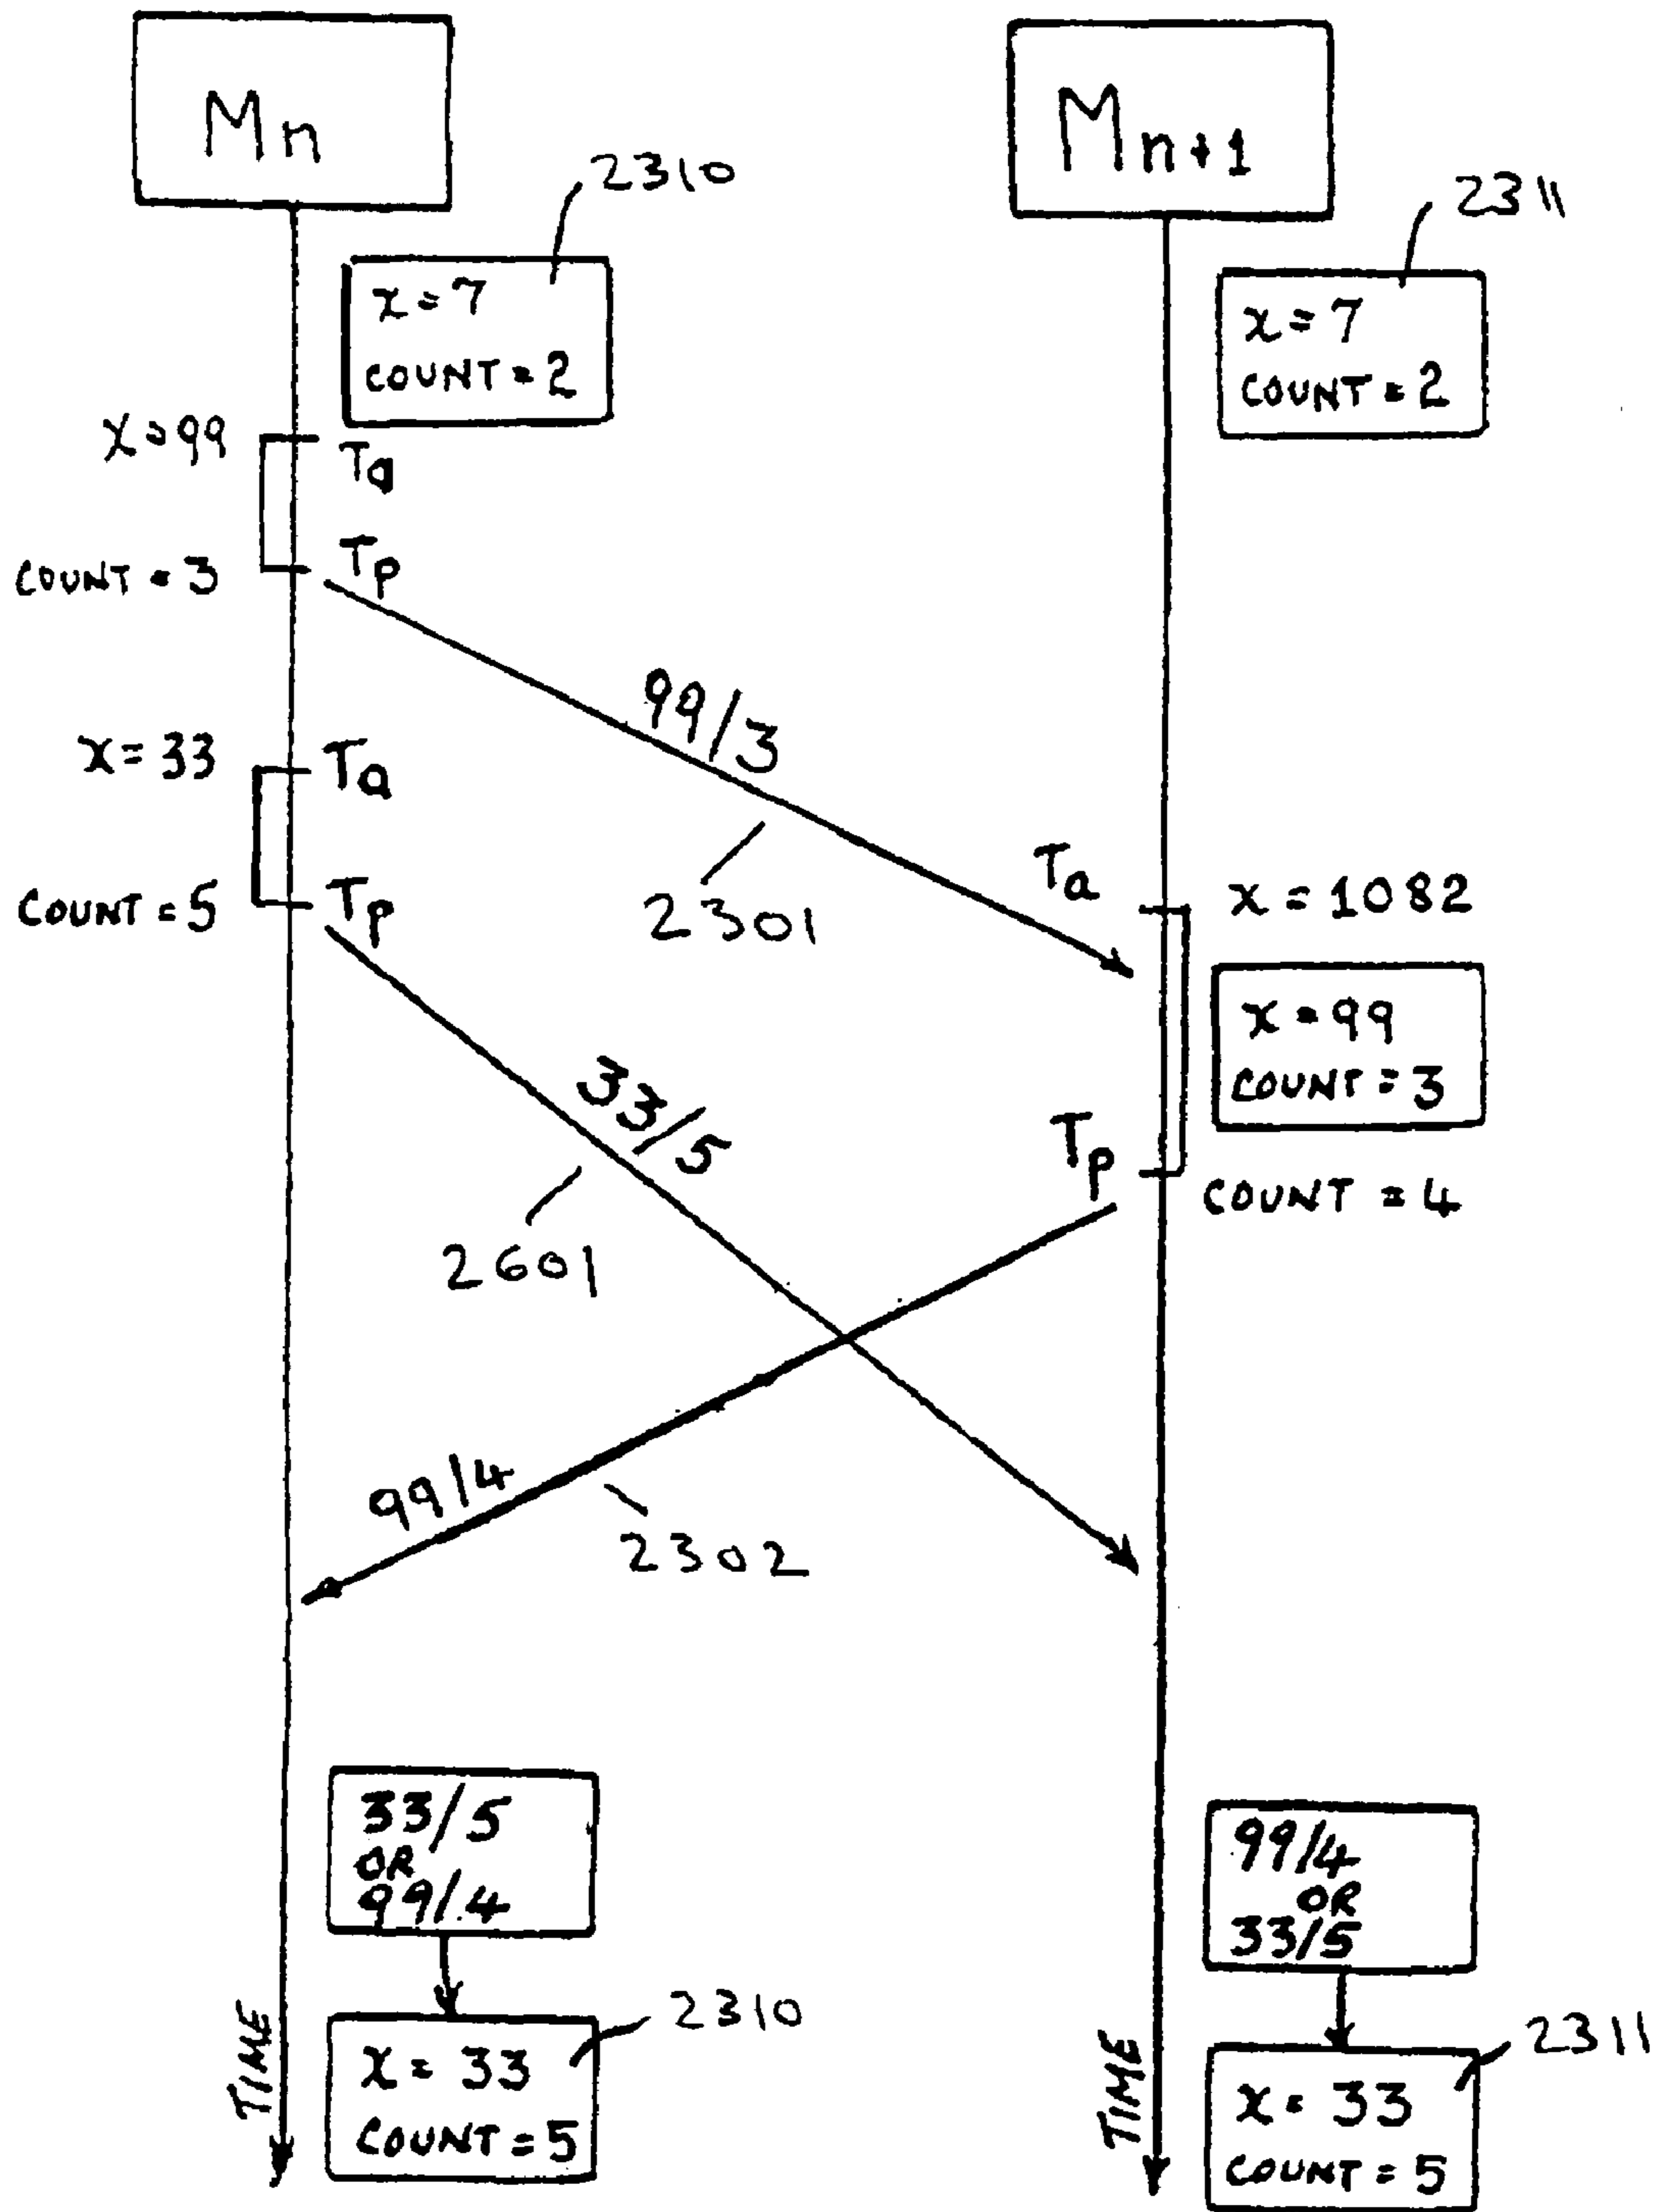 Mn
Mn+1
2310
2311
x=7
COUNT=2
x=7
COUNT=2
x=99
Ta
COUNT=3
Tp
99/3
2301
x=33
Ta
COUNT=5
Tp
Ta
x=1082
x=99
COUNT=3
33/5
2601
Tp
COUNT=4
99/4
2302
33/5
OR
99/4
99/4
OR
33/5
2310
2311
x=33
COUNT=5
x=33
COUNT=5
TIME
TIME